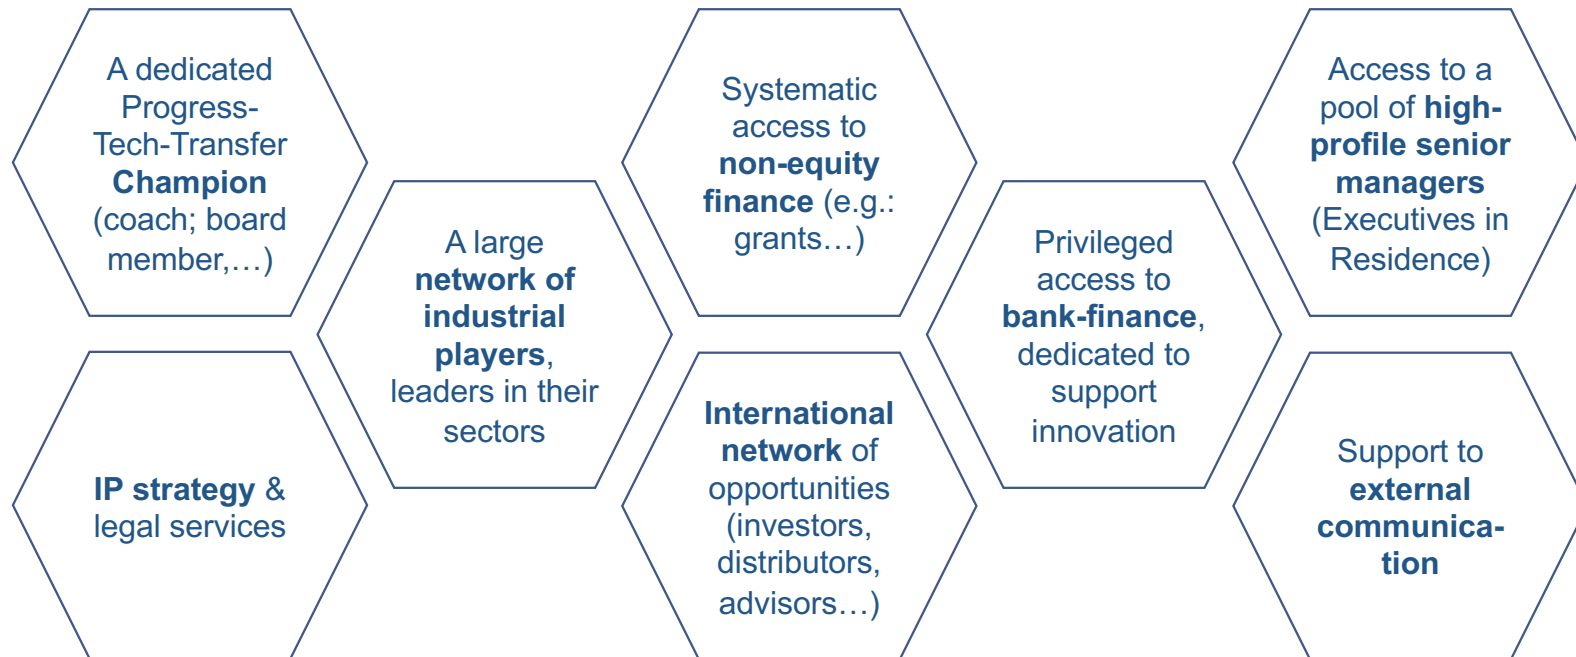 A dedicated
Progress-
Tech-Transfer
Champion
(coach; board
member,…)
IP strategy &
legal services
A large
network of
industrial
players,
leaders in their
sectors
Systematic
access to
non-equity
finance (e.g.:
grants…)
International
network of
opportunities
(investors,
distributors,
advisors…)
Privileged
access to
bank-finance,
dedicated to
support
innovation
Access to a
pool of high-
profile senior
managers
(Executives in
Residence)
Support to
external
communica-
tion